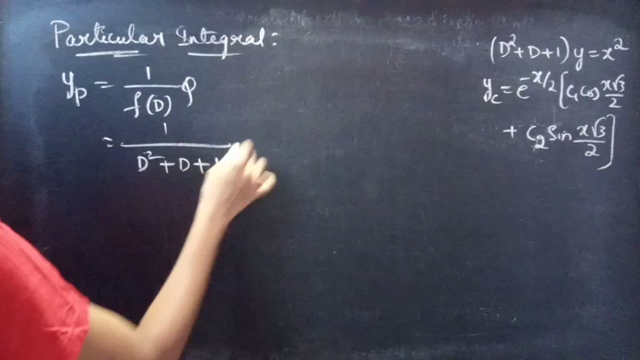 Particular Integral :
y_p = 1/f(D) Q
= 1/(D² + D +
(D²+D+1) y = x²
y_c = e^(-x/2) [C₁ Cos x√3/2
+ C₂ Sin x√3/2 ]